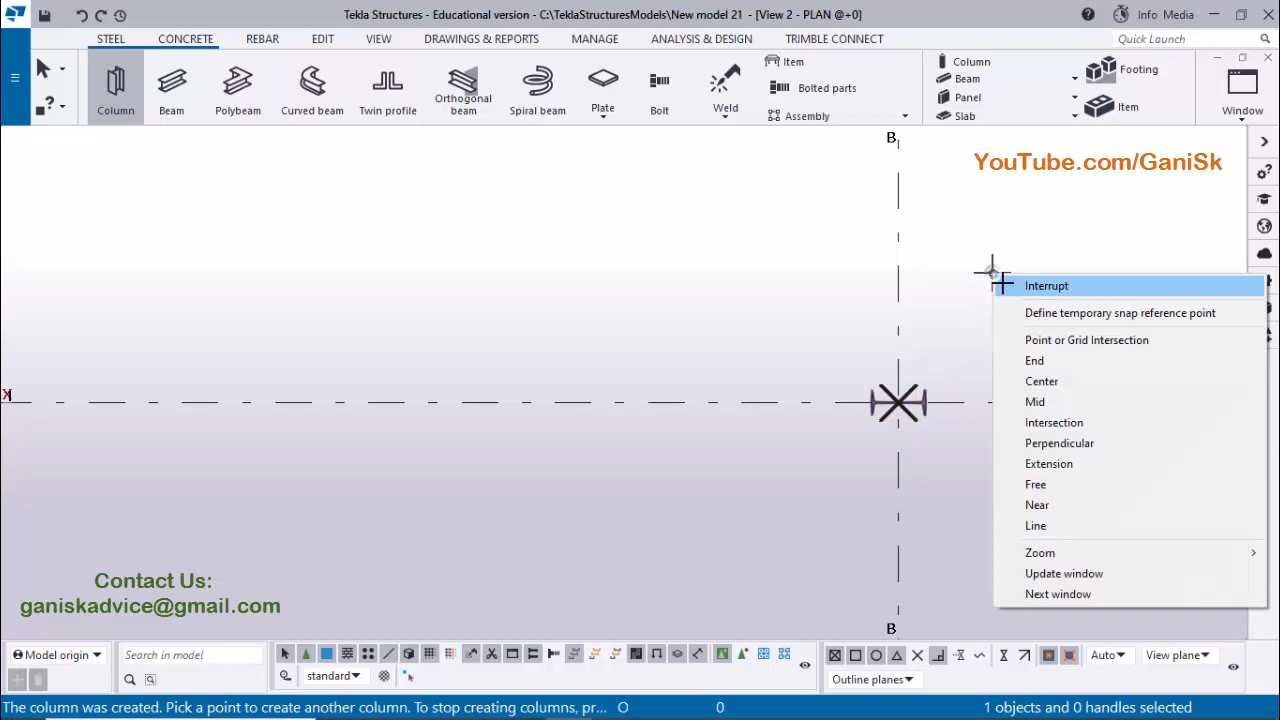 Tekla Structures - Educational version - C:\TeklaStructuresModels\New model 21 - [View 2 - PLAN @+0]
Info Media
STEEL CONCRETE REBAR EDIT VIEW DRAWINGS & REPORTS MANAGE ANALYSIS & DESIGN TRIMBLE CONNECT
Quick Launch
Column
Beam
Polybeam
Curved beam
Twin profile
Orthogonal
beam
Spiral beam
Plate
Bolt
Weld
Item
Bolted parts
Assembly
Column
Beam
Panel
Slab
Footing
Item
Window
B
YouTube.com/GaniSk
Interrupt
Define temporary snap reference point
Point or Grid Intersection
End
Center
Mid
Intersection
Perpendicular
Extension
Free
Near
Line
Zoom
Update window
Next window
X
Contact Us:
ganiskadvice@gmail.com
B
Model origin
Search in model
standard
Auto
View plane
Outline planes
The column was created. Pick a point to create another column. To stop creating columns, pr...
O
0
1 objects and 0 handles selected